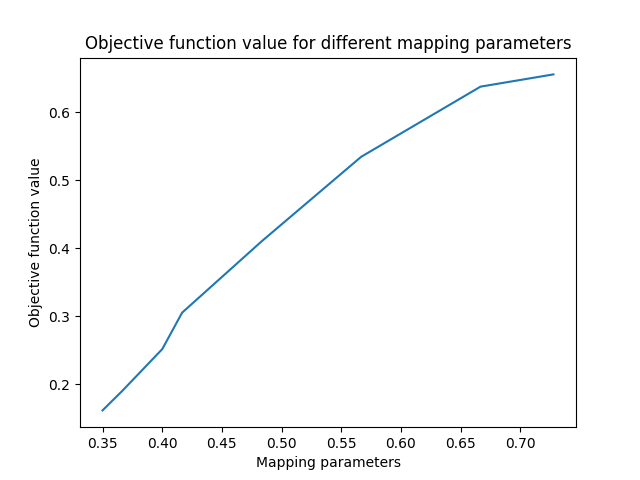 Objective function value for different mapping parameters
Objective function value
0.6
0.5
0.4
0.3
0.2
0.35 0.40 0.45 0.50 0.55 0.60 0.65 0.70
Mapping parameters